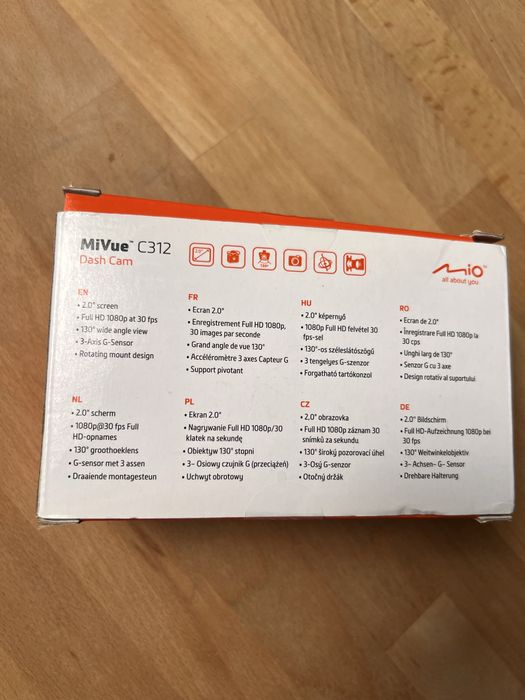 MiVue™ C312
Dash Cam
2.0"
130°
Mio™
all about you
EN
• 2.0" screen
• Full HD 1080p at 30 fps
• 130° wide angle view
• 3-Axis G-Sensor
• Rotating mount design
FR
• Ecran 2.0"
• Enregistrement Full HD 1080p,
30 images par seconde
• Grand angle de vue 130°
• Accéléromètre 3 axes Capteur G
• Support pivotant
HU
• 2.0" képernyő
• 1080p Full HD felvétel 30
fps-sel
• 130°-os széleslátószögű
• 3 tengelyes G-szenzor
• Forgatható tartókonzol
RO
• Ecran de 2.0"
• Înregistrare Full HD 1080p la
30 cps
• Unghi larg de 130°
• Senzor G cu 3 axe
• Design rotativ al suportului
NL
• 2.0" scherm
• 1080p@30 fps Full
HD-opnames
• 130° groothoeklens
• G-sensor met 3 assen
• Draaiende montagesteun
PL
• Ekran 2.0"
• Nagrywanie Full HD 1080p/30
klatek na sekundę
• Obiektyw 130° stopni
• 3- Osiowy czujnik G (przeciążeń)
• Uchwyt obrotowy
CZ
• 2,0" obrazovka
• Full HD 1080p záznam 30
snímků za sekundu.
• 130° široký pozorovací úhel
• 3-Osý G-senzor
• Otočný držák
DE
• 2.0" Bildschirm
• Full HD-Aufzeichnung 1080p bei
30 fps
• 130° Weitwinkelobjektiv
• 3- Achsen- G- Sensor
• Drehbare Halterung